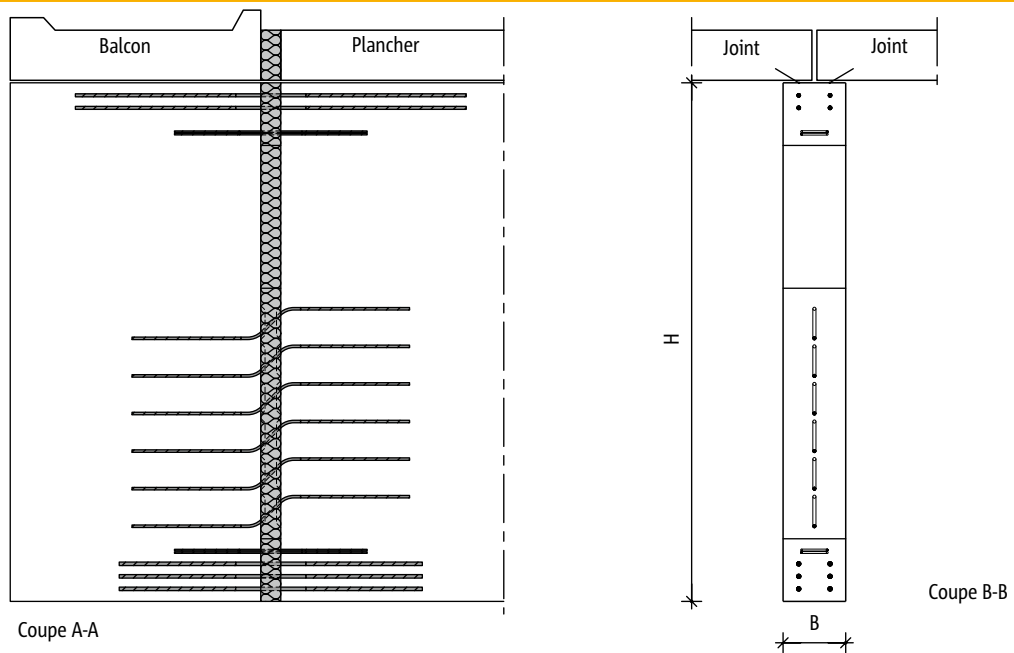 Balcon
Plancher
Joint
Joint
H
B
Coupe A-A
Coupe B-B